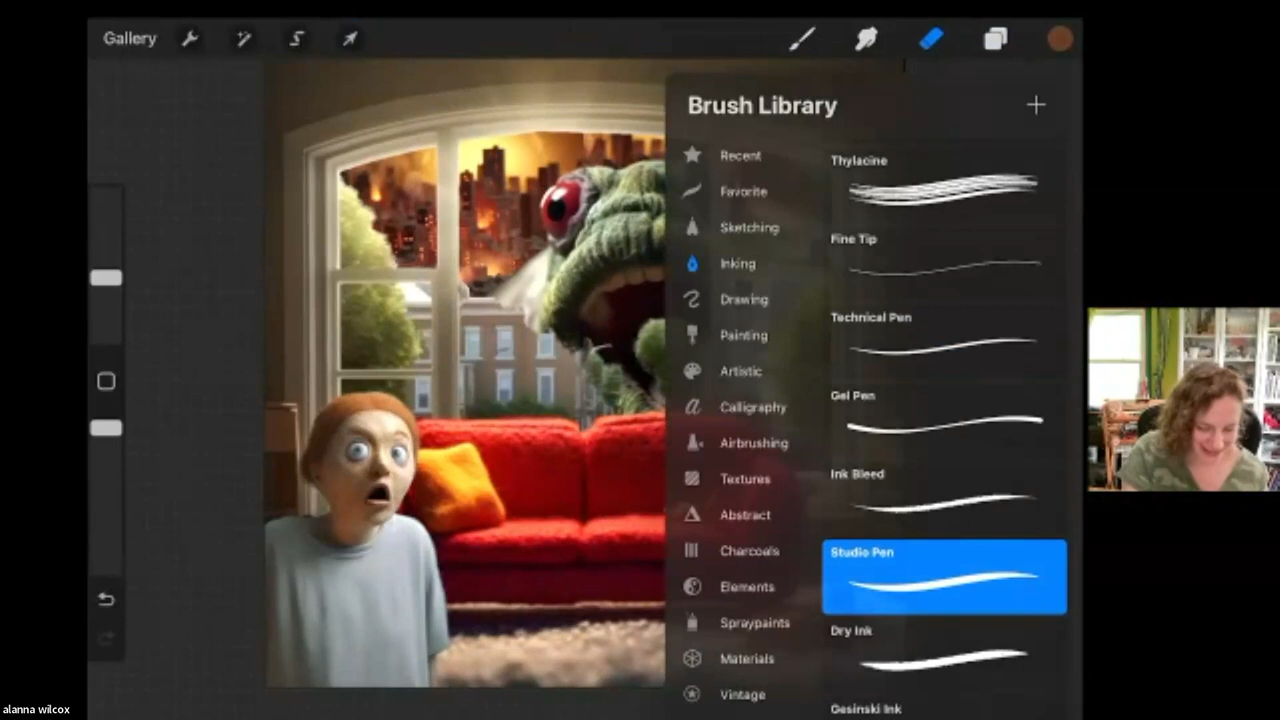 Gallery
Brush Library
Recent
Favorite
Sketching
Inking
Drawing
Painting
Artistic
Calligraphy
Airbrushing
Textures
Abstract
Charcoals
Elements
Spraypaints
Materials
Vintage
Thylacine
Fine Tip
Technical Pen
Gel Pen
Ink Bleed
Studio Pen
Dry Ink
Gesinski Ink
alanna wilcox